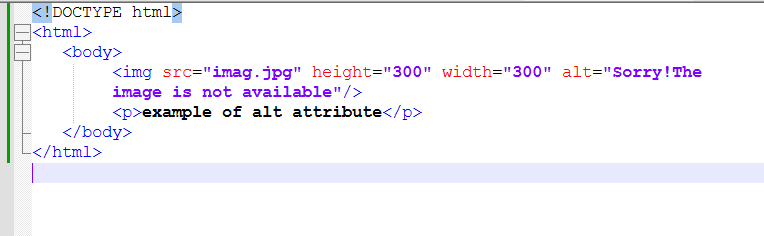 <!DOCTYPE html>
<html>
<body>
<img src="imag.jpg" height="300" width="300" alt="Sorry!The
image is not available"/>
<p>example of alt attribute</p>
</body>
</html>